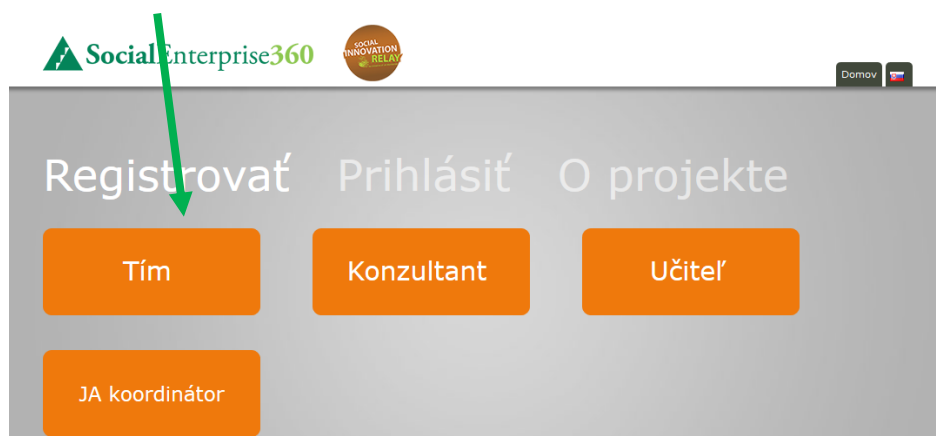 SocialEnterprise360
SOCIAL
INNOVATION
RELAY
Domov
Registrovať Prihlásiť O projekte
Tím Konzultant Učiteľ
JA koordinátor